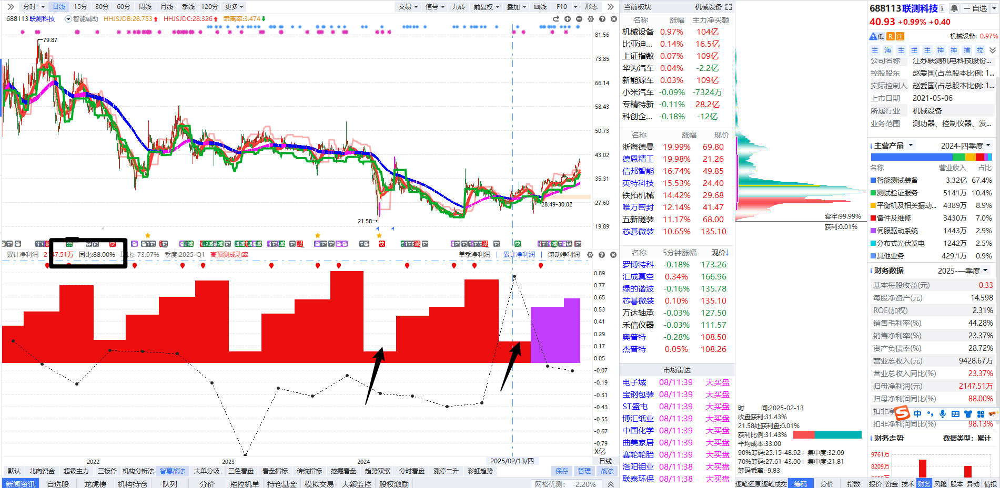 分时 日线 15分 30分 60分 周线 月线 季线 120分 更多
交易 信号 九转 前复权 叠加 画线 F10 形态
688113 联测科技 智能辅助 HHJSJDB:28.753 HHJSJDC:28.326 乖离率:3.474
79.87
81.56
73.85
66.14
58.43
50.73
43.02
35.31
27.60
19.89
28.49-30.02
21.58
累计净利润 2147.51万 同比:88.00% 环比:-73.97% 季度:2025-Q1 高预测成功率
单季净利润 累计净利润 滚动净利润
0.89
0.77
0.65
0.53
0.41
0.29
0.17
0.05
-0.07
-0.19
-0.31
-0.43
-0.55
-0.67
-0.79
X亿
2022 2023 2024 2025/02/13/四 日线
默认 北向资金 超级主力 三板斧 机构分析法 智尊战法 大单分歧 三色看盘 看盘指标 传统指标 挖掘看盘 趋势双紫 分时看盘 涨停二升 彩虹趋势 保存 管理 战法
新闻资讯 自选股 龙虎榜 机构持仓 队列 分价 拖拉机单 持仓基金 模拟交易 大额监控 股权激励 网格优测: -2.20%
当前板块 机械设备
名称 涨幅 主力净买额
机械设备 0.97% 104亿
比亚迪... 0.14% 16.5亿
上证指数 0.07% 109亿
华为汽车 0.04% -2.2亿
新能源车 0.03% 109亿
小米汽车 -0.09% -7324万
专精特新 -0.11% 28.2亿
科创企... -0.18% -12亿
名称 涨幅 现价
浙海德曼 19.99% 69.80
德恩精工 19.98% 21.26
信邦智能 16.74% 49.85
英特科技 15.53% 24.40
铁拓机械 14.42% 29.68
唯万密封 12.14% 41.47
五新隧装 11.17% 68.00
芯碁微装 10.65% 135.10
名称 5分钟涨幅 现价↓
罗博特科 -0.18% 173.26
汇成真空 0.34% 166.96
绿的谐波 -0.16% 135.78
芯碁微装 0.10% 135.10
万达轴承 -0.03% 127.50
禾信仪器 -0.03% 111.57
奥普特 -0.28% 108.50
杰普特 0.05% 108.26
市场雷达
电子城 08/11:39 大买盘
宝钢包装 08/11:39 大买盘
ST盛屯 08/11:39 大买盘
博汇纸业 08/11:39 大买盘
中国化学 08/11:39 大买盘
曲美家居 08/11:39 大买盘
赛轮轮胎 08/11:39 大买盘
洛阳钼业 08/11:38 大买盘
联泰环保 08/11:38 大买盘
套牢:99.99%
获利:0.01%
时 间:2025-02-13
收盘获利:31.43%
21.58处获利盘:0.01%
获利比例:31.43%
平均成本:33.00
90%筹码:25.15-48.92+ 集中度:32.09
70%筹码:27.61-43.00+ 集中度:21.81
筹码乖离:-9.83
逐笔还原 逐笔成交 筹码 分价 指数
688113 联测科技 自选
40.93 +0.99% +0.40
低 R 注 机械设备: 0.97%
主 海 主 主 主 神 神 捕 拉
公司名称 江苏联测机电科技股份...
控股股东 赵爱国(占总股本比例: 1...
实际控制人 赵爱国(占总股本比例: 1...
上市日期 2021-05-06
所属行业 机械设备
业务范围 测功器、控制仪器、发...
主营产品 2024-四季度
名称 营业收入 占比
智能测试装备 3.32亿 67.4%
测试验证服务 5141万 10.4%
平衡机及相关振动... 4389万 8.9%
备件及维修 3430万 7.0%
伺服驱动系统 1443万 2.9%
分布式光伏发电 1242万 2.5%
其他业务 429.1万 0.9%
财务数据 2025-一季度
基本每股收益(元) 0.33
每股净资产(元) 14.598
ROE(加权) 2.31%
销售毛利率(%) 44.28%
销售净利率(%) 23.37%
资产负债率(%) 28.72%
营业总收入(元) 9428.67万
营业总收入同比(%) 23.37%
归母净利润(元) 2147.51万
归母净利润同比(%) 88.00%
扣非净
中
扣非净利润同比(%) 98.13%
财务走势 数据类型: 累计
9761万
8209万
报价 资金 技术 财务 风险 股本 异动 情报